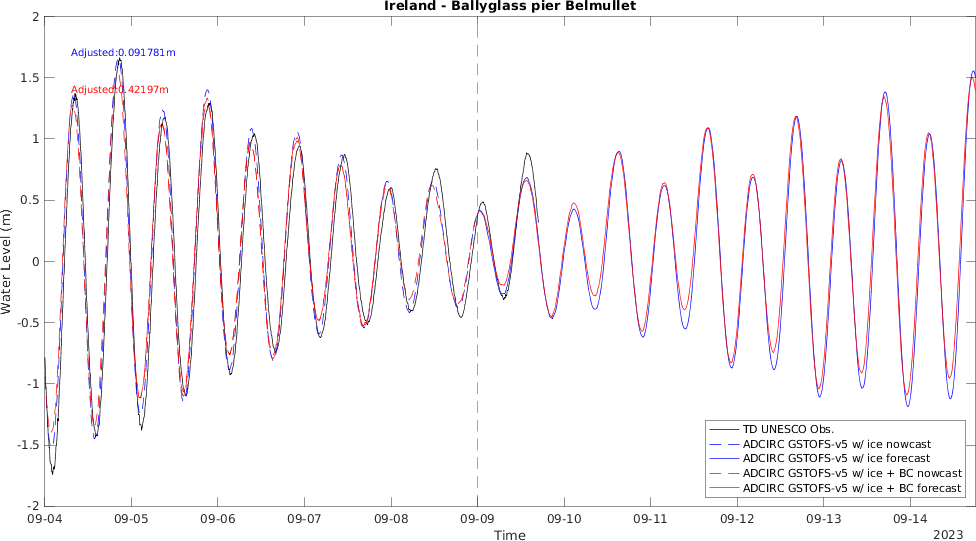 Ireland - Ballyglass pier Belmullet
2
1.5
1
0.5
0
-0.5
-1
-1.5
-2
Water Level (m)
Adjusted:0.091781m
Adjusted:0.42197m
TD UNESCO Obs.
ADCIRC GSTOFS-v5 w/ ice nowcast
ADCIRC GSTOFS-v5 w/ ice forecast
ADCIRC GSTOFS-v5 w/ ice + BC nowcast
ADCIRC GSTOFS-v5 w/ ice + BC forecast
09-04 09-05 09-06 09-07 09-08 09-09 09-10 09-11 09-12 09-13 09-14
Time
2023